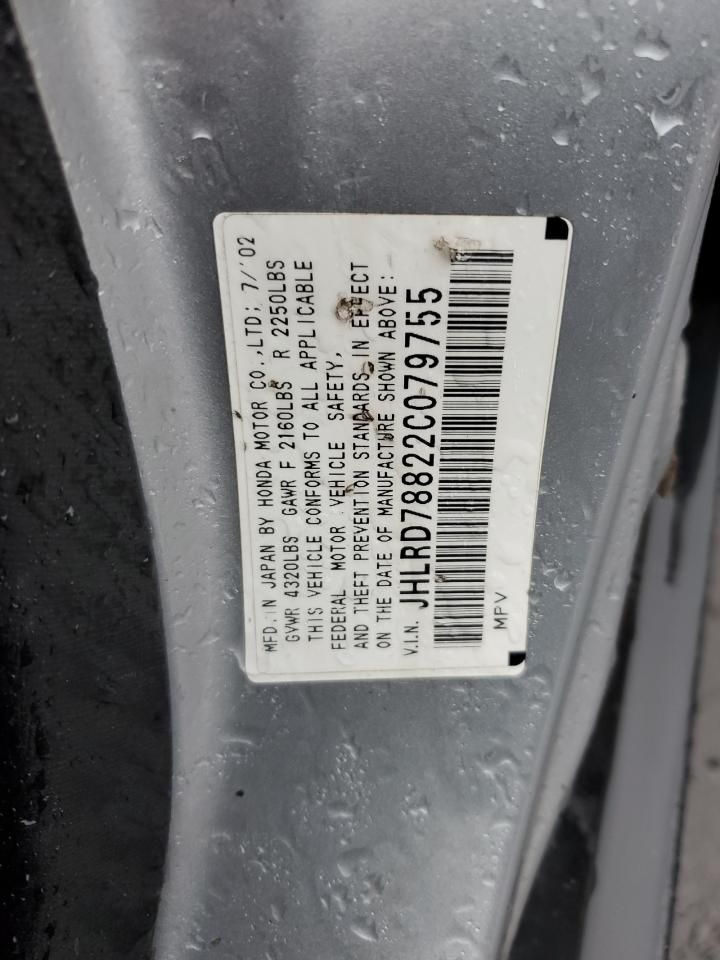 MFD. IN JAPAN BY HONDA MOTOR CO.,LTD; 7/'02
GVWR 4320LBS GAWR F 2160LBS R 2250LBS
THIS VEHICLE CONFORMS TO ALL APPLICABLE
FEDERAL MOTOR VEHICLE SAFETY,
AND THEFT PREVENTION STANDARDS IN EFFECT
ON THE DATE OF MANUFACTURE SHOWN ABOVE:
V.I.N. JHLRD78822C079755
MPV